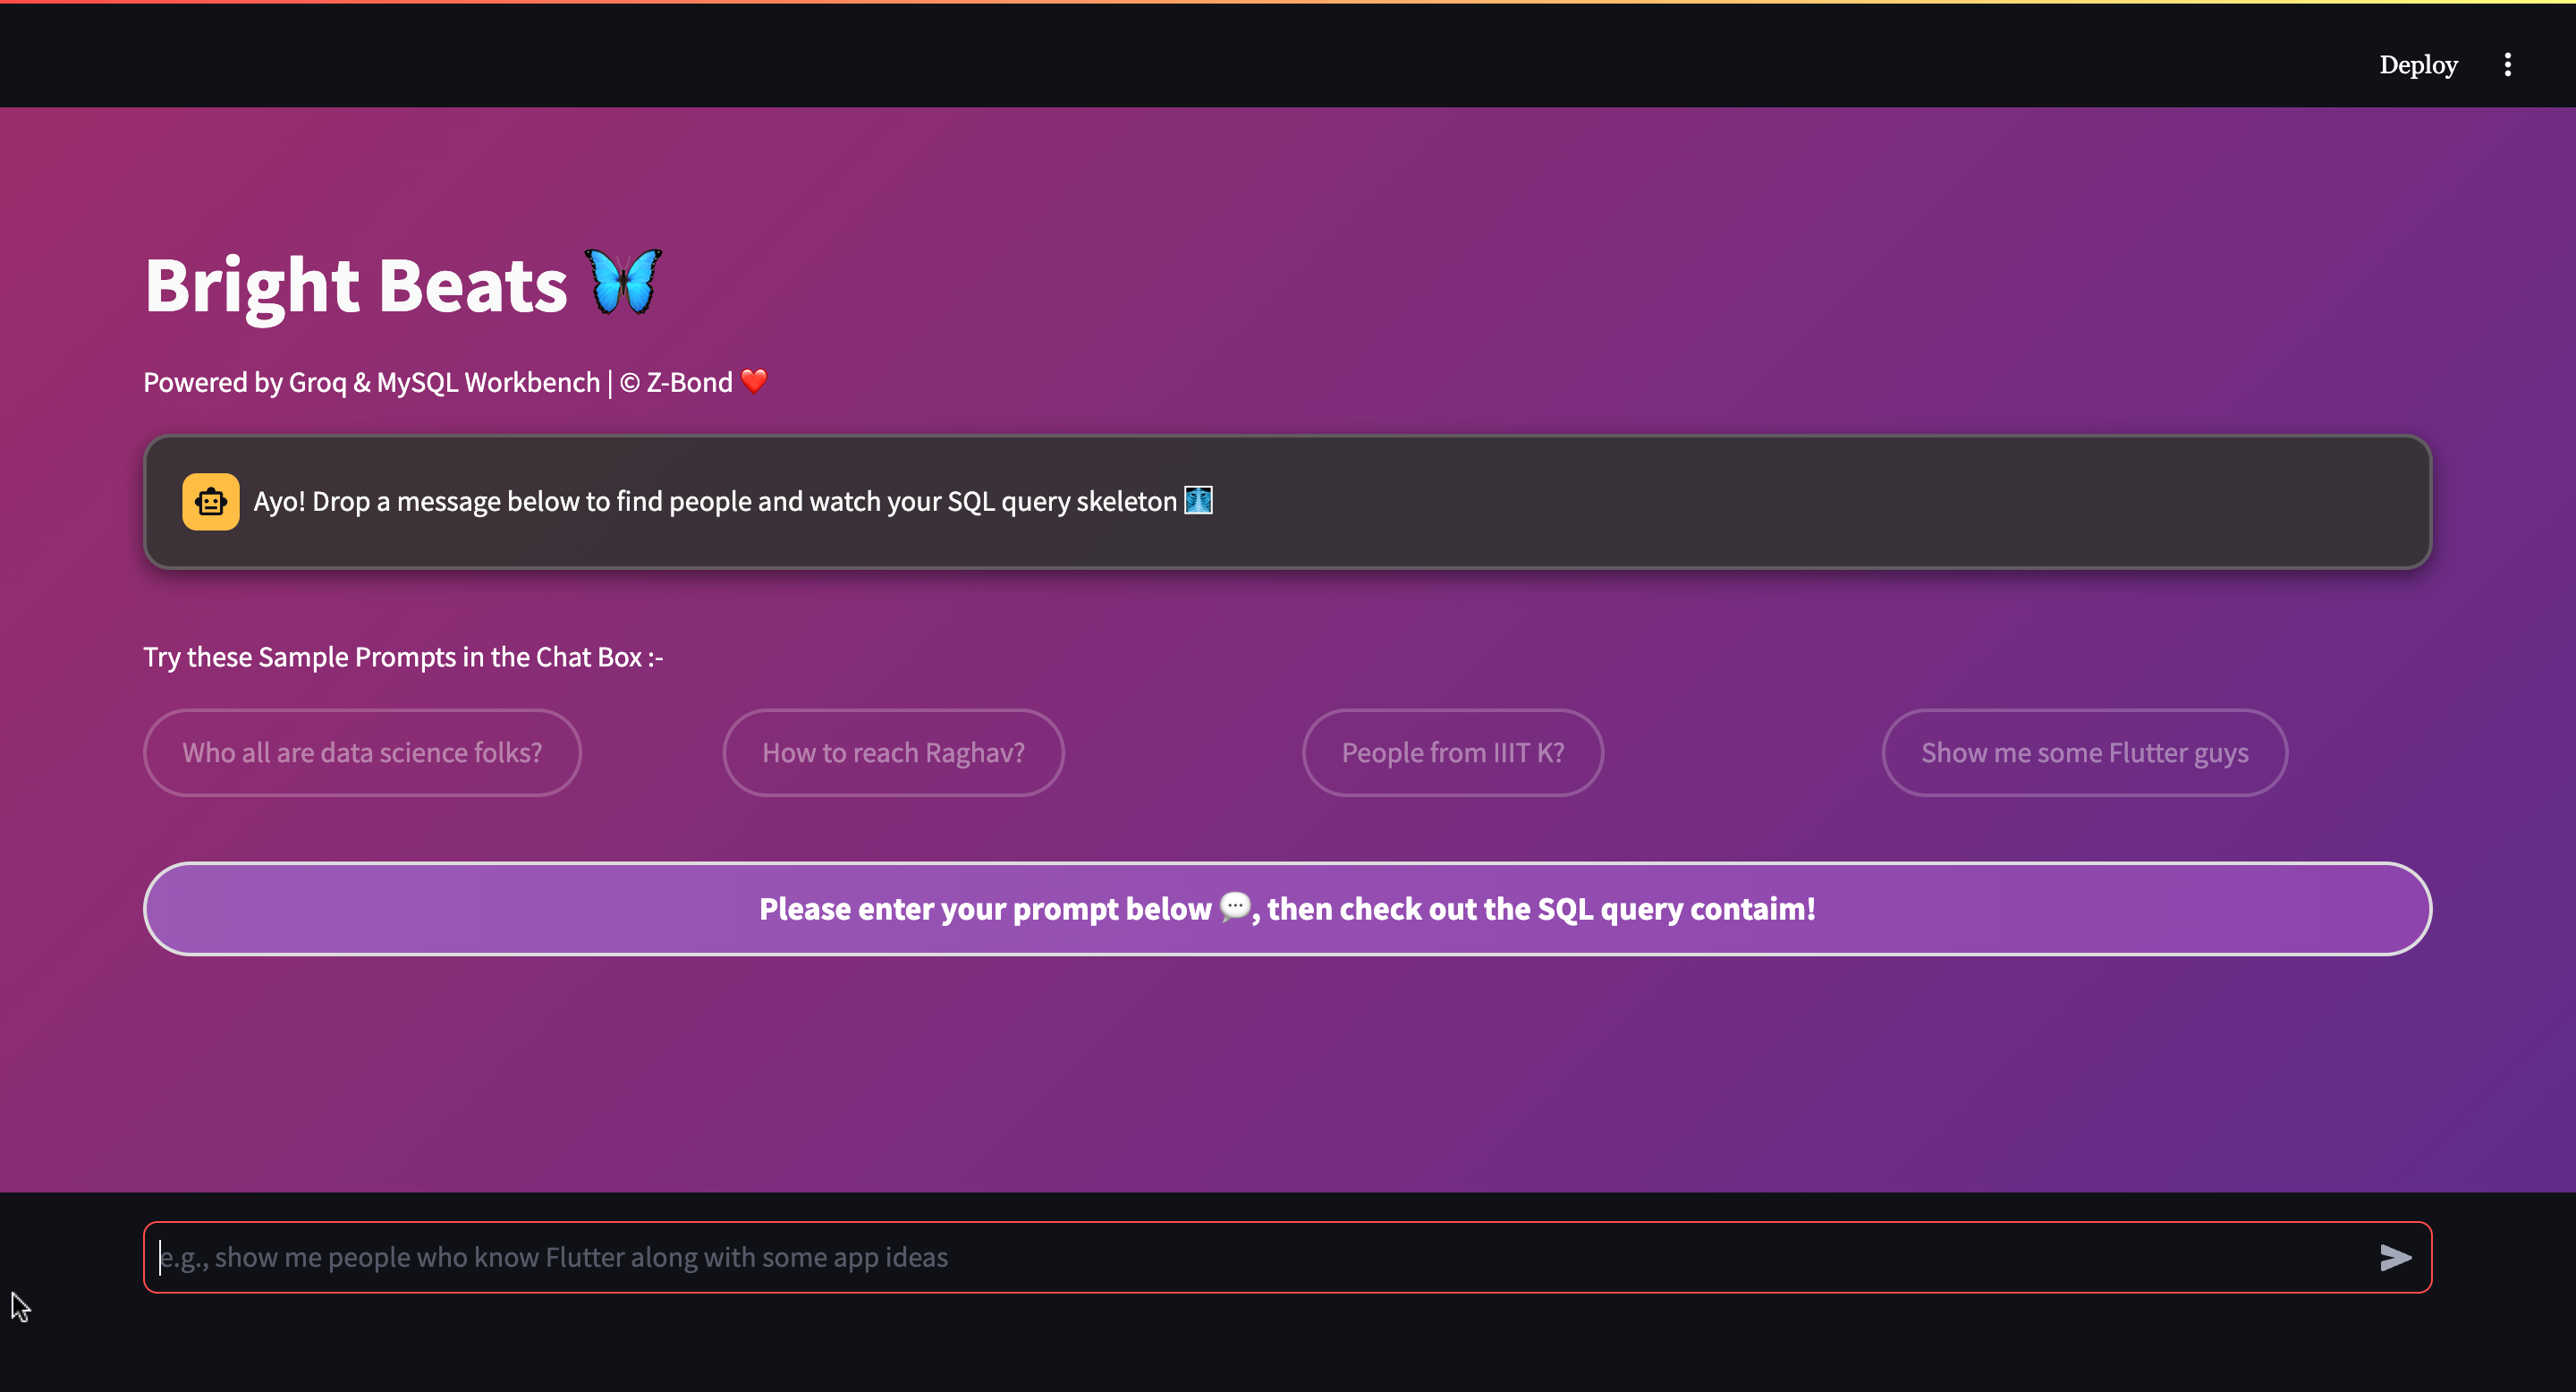 Deploy
Bright Beats 🦋
Powered by Groq & MySQL Workbench | © Z-Bond ❤️
Ayo! Drop a message below to find people and watch your SQL query skeleton 🩻
Try these Sample Prompts in the Chat Box :-
Who all are data science folks?
How to reach Raghav?
People from IIIT K?
Show me some Flutter guys
Please enter your prompt below 💬, then check out the SQL query contaim!
e.g., show me people who know Flutter along with some app ideas